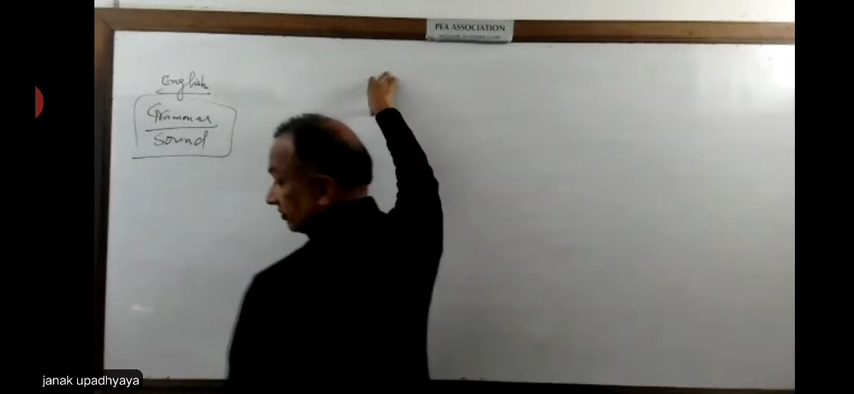 PEA ASSOCIATION
English
Grammar
Sound
janak upadhyaya